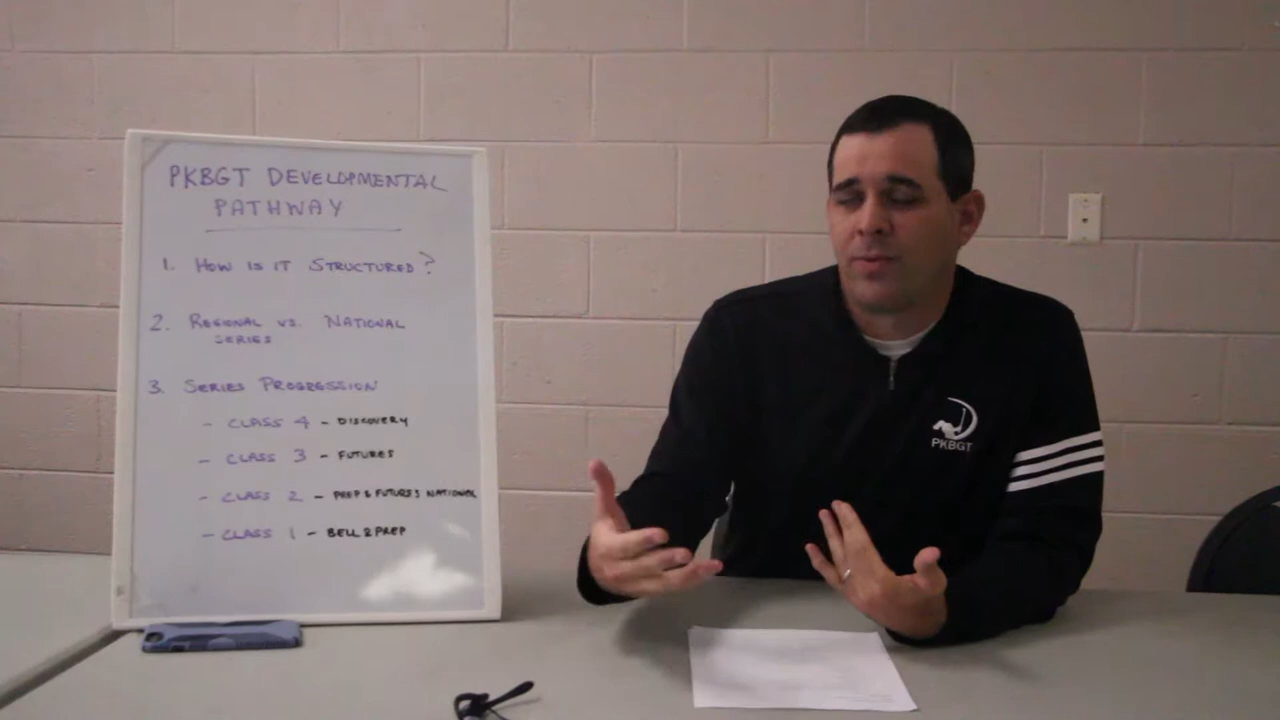 PKBGT DEVELOPMENTAL
PATHWAY
1. HOW IS IT STRUCTURED?
2. REGIONAL VS. NATIONAL
SERIES
3. SERIES PROGRESSION
- CLASS 4 - DISCOVERY
- CLASS 3 - FUTURES
- CLASS 2 - PREP & FUTURES NATIONAL
- CLASS 1 - BELL & PREP
PKBGT